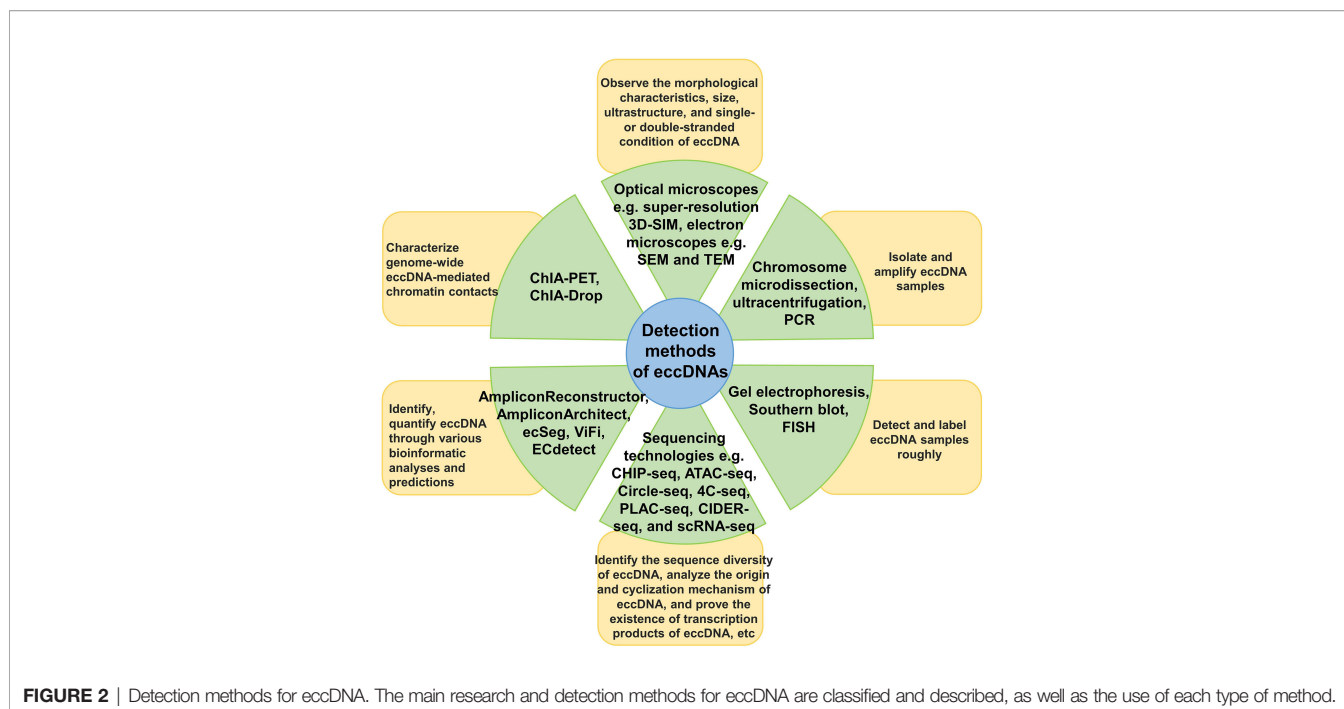 Observe the morphological
characteristics, size,
ultrastructure, and single-
or double-stranded
condition of eccDNA
Optical microscopes
e.g. super-resolution
3D-SIM, electron
microscopes e.g.
SEM and TEM
Characterize
genome-wide
eccDNA-mediated
chromatin contacts
ChIA-PET,
ChIA-Drop
Chromosome
microdissection,
ultracentrifugation,
PCR
Isolate and
amplify eccDNA
samples
Detection
methods
of eccDNAs
Identify,
quantify eccDNA
through various
bioinformatic
analyses and
predictions
AmpliconReconstructor,
AmpliconArchitect,
ecSeg, ViFi,
ECdetect
Gel electrophoresis,
Southern blot,
FISH
Detect and label
eccDNA samples
roughly
Sequencing
technologies e.g.
CHIP-seq, ATAC-seq,
Circle-seq, 4C-seq,
PLAC-seq, CIDER-
seq, and scRNA-seq
Identify the sequence diversity
of eccDNA, analyze the origin
and cyclization mechanism of
eccDNA, and prove the
existence of transcription
products of eccDNA, etc
FIGURE 2 | Detection methods for eccDNA. The main research and detection methods for eccDNA are classified and described, as well as the use of each type of method.